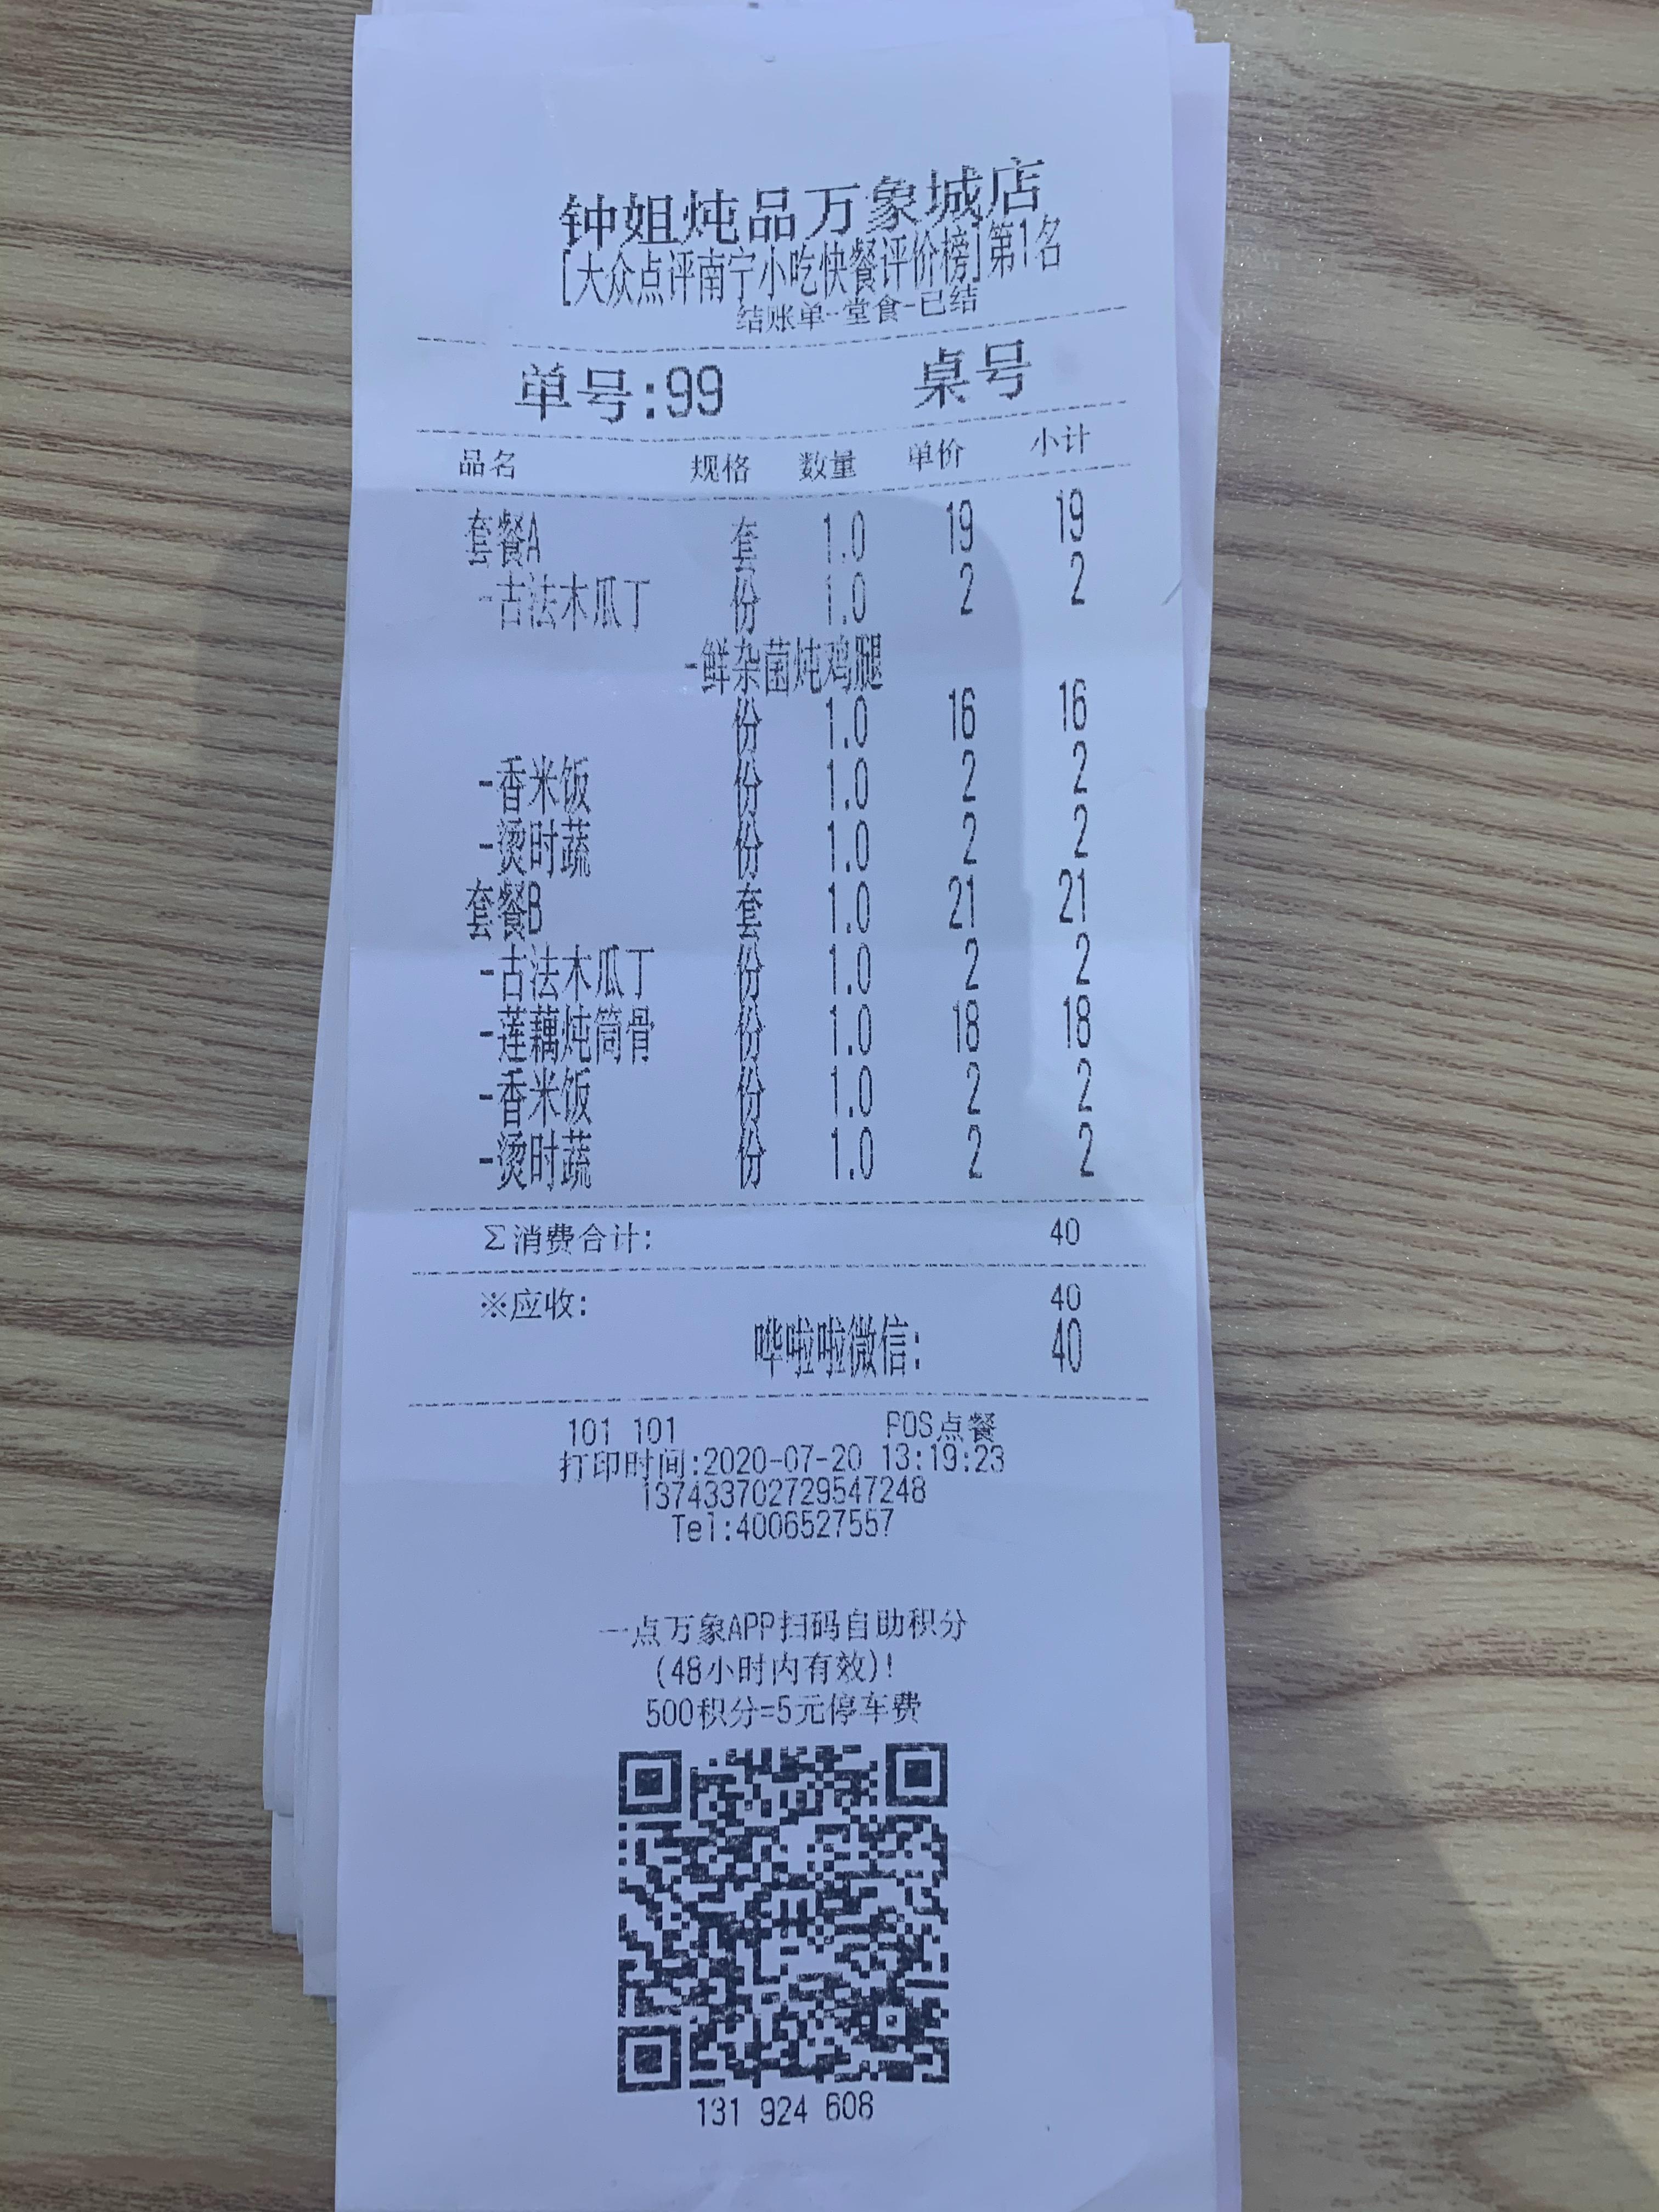 钟姐炖品万象城店
[大众点评南宁小吃快餐评价榜]第1名
结账单-堂食-已结
单号:99 桌号
品名 规格 数量 单价 小计
套餐A 套 1.0 19 19
-古法木瓜丁 份 1.0 2 2
-鲜杂菌炖鸡腿
份 1.0 16 16
-香米饭 份 1.0 2 2
-烫时蔬 份 1.0 2 2
套餐B 套 1.0 21 21
-古法木瓜丁 份 1.0 2 2
-莲藕炖筒骨 份 1.0 18 18
-香米饭 份 1.0 2 2
-烫时蔬 份 1.0 2 2
Σ消费合计: 40
※应收: 40
哗啦啦微信: 40
101 101 POS点餐
打印时间:2020-07-20 13:19:23
137433702729547248
Tel:4006527557
一点万象APP扫码自助积分
(48小时内有效)!
500积分=5元停车费
131 924 608